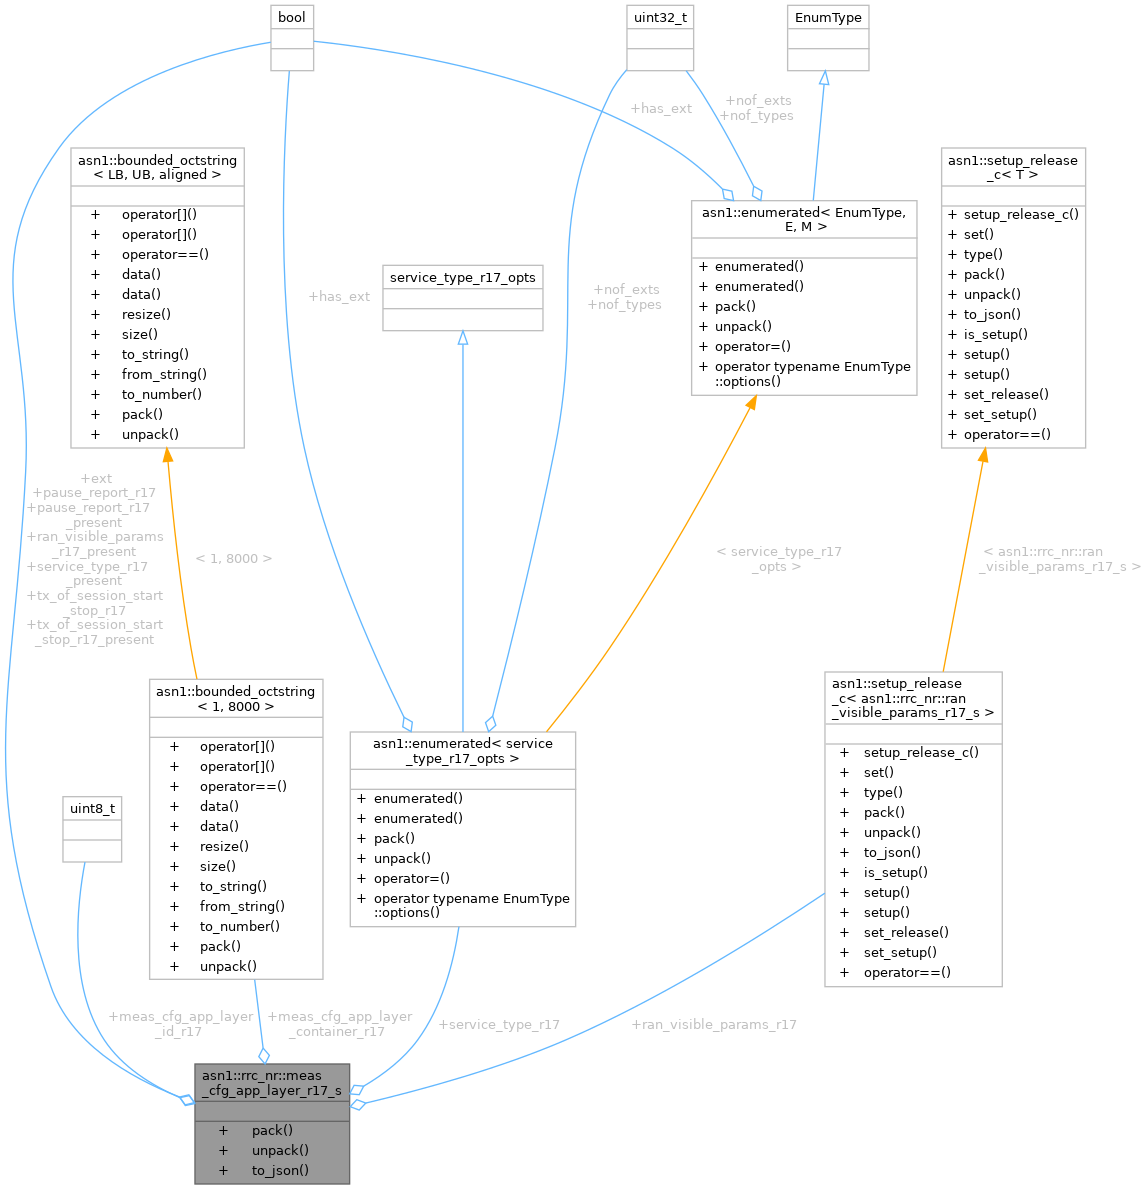 bool
uint32_t
EnumType
+has_ext
+nof_exts
+nof_types
asn1::bounded_octstring
< LB, UB, aligned >
+ operator[]()
+ operator[]()
+ operator==()
+ data()
+ data()
+ resize()
+ size()
+ to_string()
+ from_string()
+ to_number()
+ pack()
+ unpack()
asn1::setup_release
_c< T >
+ setup_release_c()
+ set()
+ type()
+ pack()
+ unpack()
+ to_json()
+ is_setup()
+ setup()
+ setup()
+ set_release()
+ set_setup()
+ operator==()
asn1::enumerated< EnumType,
E, M >
+ enumerated()
+ enumerated()
+ pack()
+ unpack()
+ operator=()
+ operator typename EnumType
::options()
service_type_r17_opts
+has_ext
+nof_exts
+nof_types
+ext
+pause_report_r17
+pause_report_r17
_present
+ran_visible_params
_r17_present
+service_type_r17
_present
+tx_of_session_start
_stop_r17
+tx_of_session_start
_stop_r17_present
< 1, 8000 >
< service_type_r17
_opts >
< asn1::rrc_nr::ran
_visible_params_r17_s >
asn1::bounded_octstring
< 1, 8000 >
+ operator[]()
+ operator[]()
+ operator==()
+ data()
+ data()
+ resize()
+ size()
+ to_string()
+ from_string()
+ to_number()
+ pack()
+ unpack()
asn1::setup_release
_c< asn1::rrc_nr::ran
_visible_params_r17_s >
+ setup_release_c()
+ set()
+ type()
+ pack()
+ unpack()
+ to_json()
+ is_setup()
+ setup()
+ setup()
+ set_release()
+ set_setup()
+ operator==()
asn1::enumerated< service
_type_r17_opts >
+ enumerated()
+ enumerated()
+ pack()
+ unpack()
+ operator=()
+ operator typename EnumType
::options()
uint8_t
+meas_cfg_app_layer
_id_r17
+meas_cfg_app_layer
_container_r17
+service_type_r17
+ran_visible_params_r17
asn1::rrc_nr::meas
_cfg_app_layer_r17_s
+ pack()
+ unpack()
+ to_json()